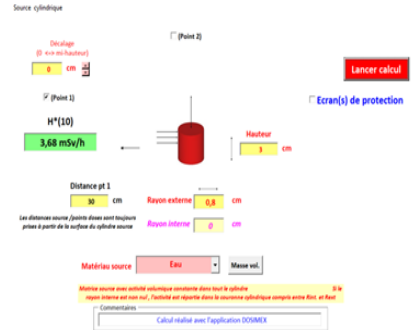 Source cylindrique
(Point 2)
Décalage
(0 <-> mi-hauteur)
0 cm
Lancer calcul
(Point 1)
Ecran(s) de protection
H*(10)
3,68 mSv/h
Hauteur
3 cm
Distance pt 1
30 cm
Rayon externe 0,8 cm
Les distances source /points doses sont toujours
prises à partir de la surface du cylindre source
Rayon interne 0 cm
Matériau source Eau Masse vol.
Matrice source avec activité volumique constante dans tout le cylindre Si le
rayon interne est non nul, l'activité est répartie dans la couronne cylindrique compris entre Rint. et Rext
Commentaires
Calcul réalisé avec l'application DOSIMEX